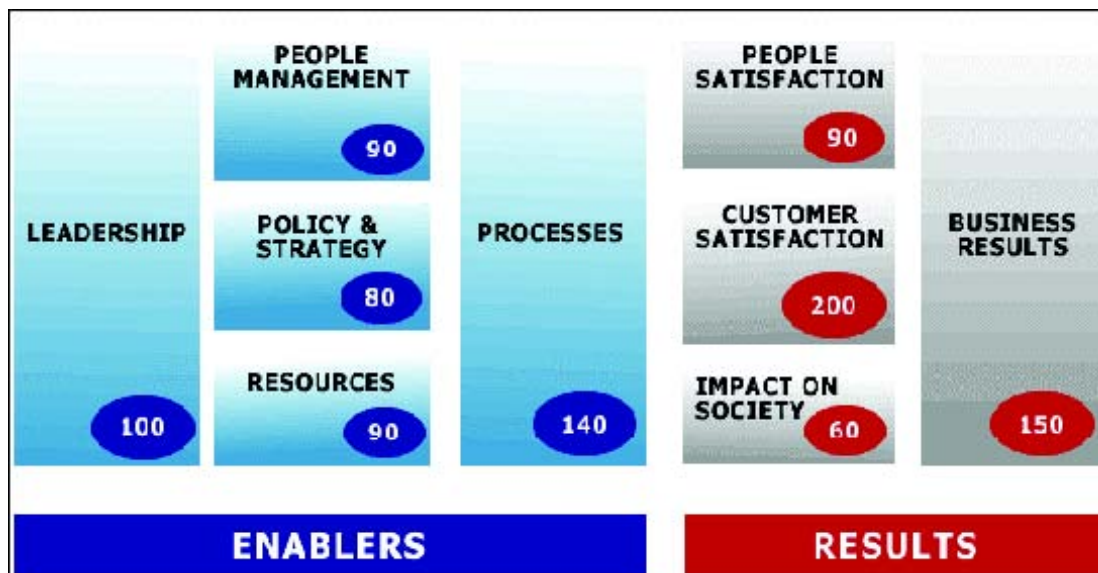 LEADERSHIP
100
PEOPLE
MANAGEMENT
90
POLICY &
STRATEGY
80
RESOURCES
90
PROCESSES
140
PEOPLE
SATISFACTION
90
CUSTOMER
SATISFACTION
200
IMPACT ON
SOCIETY
60
BUSINESS
RESULTS
150
ENABLERS
RESULTS